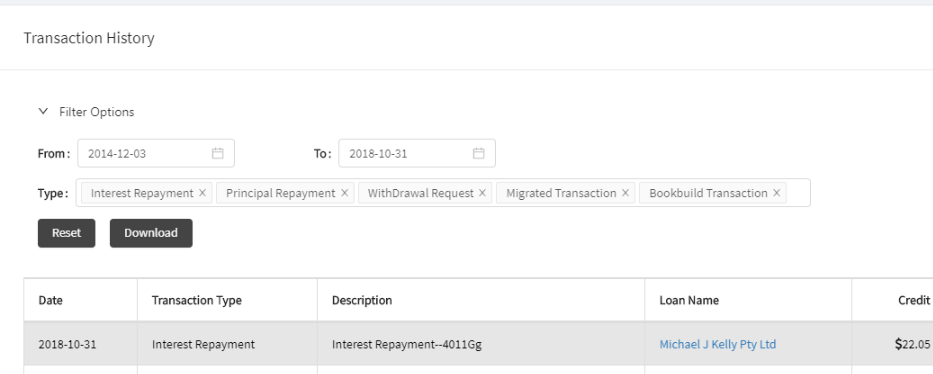 Transaction History
Filter Options
From : 2014-12-03 To : 2018-10-31
Type : Interest Repayment × Principal Repayment × WithDrawal Request × Migrated Transaction × Bookbuild Transaction ×
Reset Download
Date Transaction Type Description Loan Name Credit
2018-10-31 Interest Repayment Interest Repayment--4011Gg Michael J Kelly Pty Ltd $22.05